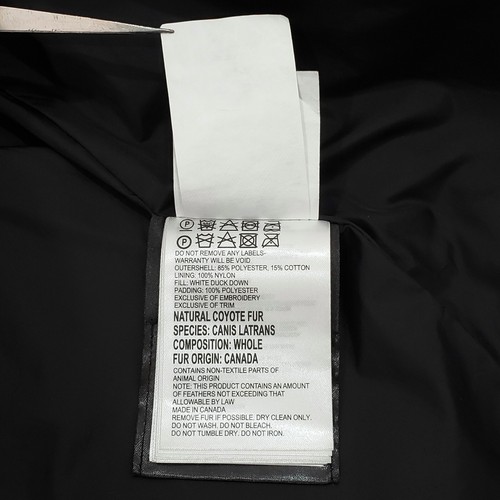 P
P
DO NOT REMOVE ANY LABELS-
WARRANTY WILL BE VOID
OUTERSHELL: 85% POLYESTER, 15% COTTON
LINING: 100% NYLON
FILL: WHITE DUCK DOWN
PADDING: 100% POLYESTER
EXCLUSIVE OF EMBROIDERY
EXCLUSIVE OF TRIM
NATURAL COYOTE FUR
SPECIES: CANIS LATRANS
COMPOSITION: WHOLE
FUR ORIGIN: CANADA
CONTAINS NON-TEXTILE PARTS OF
ANIMAL ORIGIN
NOTE: THIS PRODUCT CONTAINS AN AMOUNT
OF FEATHERS NOT EXCEEDING THAT
ALLOWABLE BY LAW
MADE IN CANADA
REMOVE FUR IF POSSIBLE. DRY CLEAN ONLY.
DO NOT WASH. DO NOT BLEACH.
DO NOT TUMBLE DRY. DO NOT IRON.